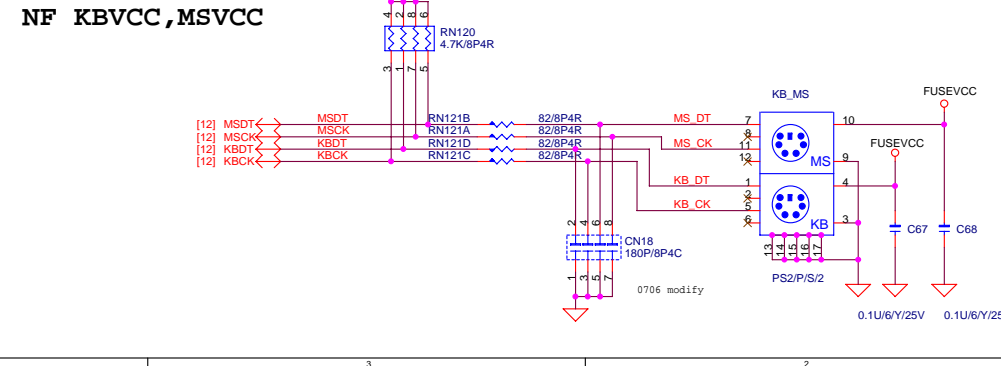 NF KBVCC,MSVCC
4 2 8 6
RN120
4.7K/8P4R
3 1 7 5
KB_MS
FUSEVCC
[12] MSDT MSDT RN121B 82/8P4R MS_DT 7 10
[12] MSCK MSCK RN121A 82/8P4R 8
FUSEVCC
MS_CK 11
[12] KBDT KBDT RN121D 82/8P4R 12 MS 9
[12] KBCK KBCK RN121C 82/8P4R
KB_DT 1 4
2
KB_CK 5
6 KB 3
2 4 6 8
C67 C68
CN18
180P/8P4C
13 14 15 16 17
1 3 5 7
PS2/P/S/2
0706 modify
0.1U/6/Y/25V 0.1U/6/Y/25
3 2